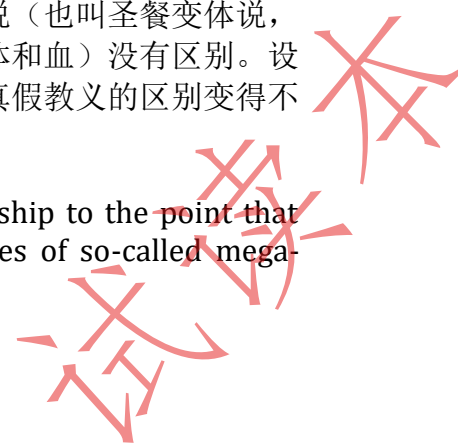 说（也叫圣餐变体说，
体和血）没有区别。设
真假教义的区别变得不
ship to the point that
es of so-called mega-
试读本